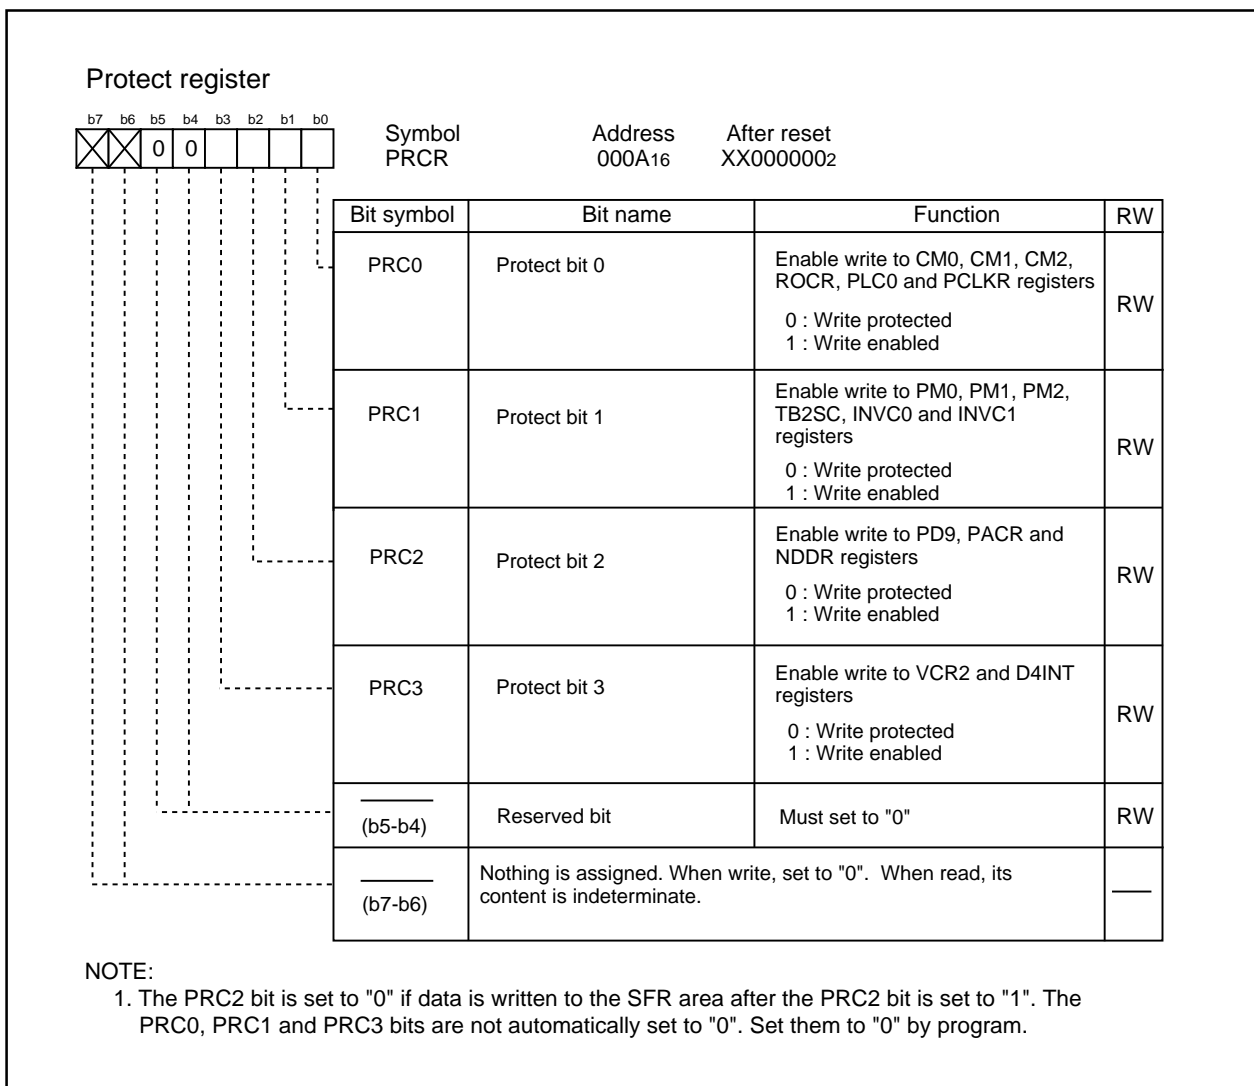 Protect register
b7 b6 b5 b4 b3 b2 b1 b0
0 0
Symbol Address After reset
PRCR 000A16 XX0000002
Bit symbol Bit name Function RW
PRC0 Protect bit 0 Enable write to CM0, CM1, CM2,
ROCR, PLC0 and PCLKR registers
0 : Write protected
1 : Write enabled
RW
PRC1 Protect bit 1 Enable write to PM0, PM1, PM2,
TB2SC, INVC0 and INVC1
registers
0 : Write protected
1 : Write enabled
RW
PRC2 Protect bit 2 Enable write to PD9, PACR and
NDDR registers
0 : Write protected
1 : Write enabled
RW
PRC3 Protect bit 3 Enable write to VCR2 and D4INT
registers
0 : Write protected
1 : Write enabled
RW
(b5-b4) Reserved bit Must set to "0" RW
(b7-b6) Nothing is assigned. When write, set to "0". When read, its
content is indeterminate.
NOTE:
1. The PRC2 bit is set to "0" if data is written to the SFR area after the PRC2 bit is set to "1". The
PRC0, PRC1 and PRC3 bits are not automatically set to "0". Set them to "0" by program.